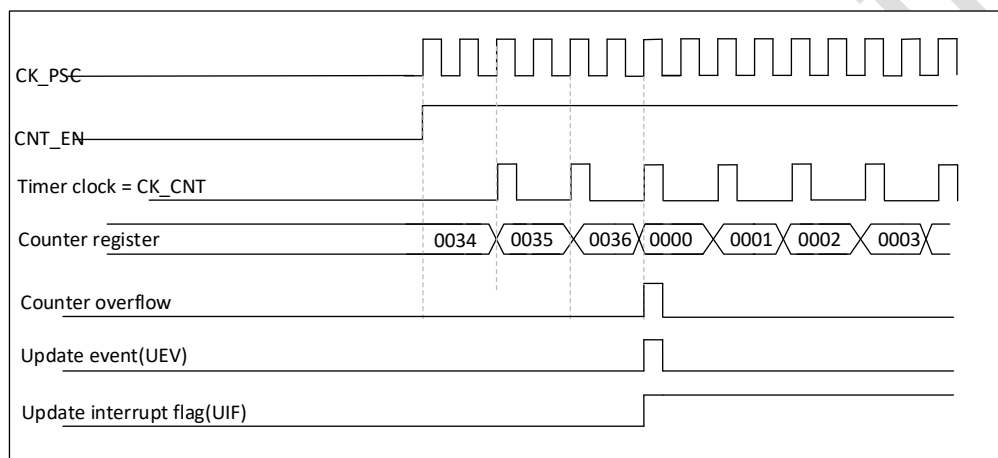 CK_PSC
CNT_EN
Timer clock = CK_CNT
Counter register 0034 0035 0036 0000 0001 0002 0003
Counter overflow
Update event(UEV)
Update interrupt flag(UIF)